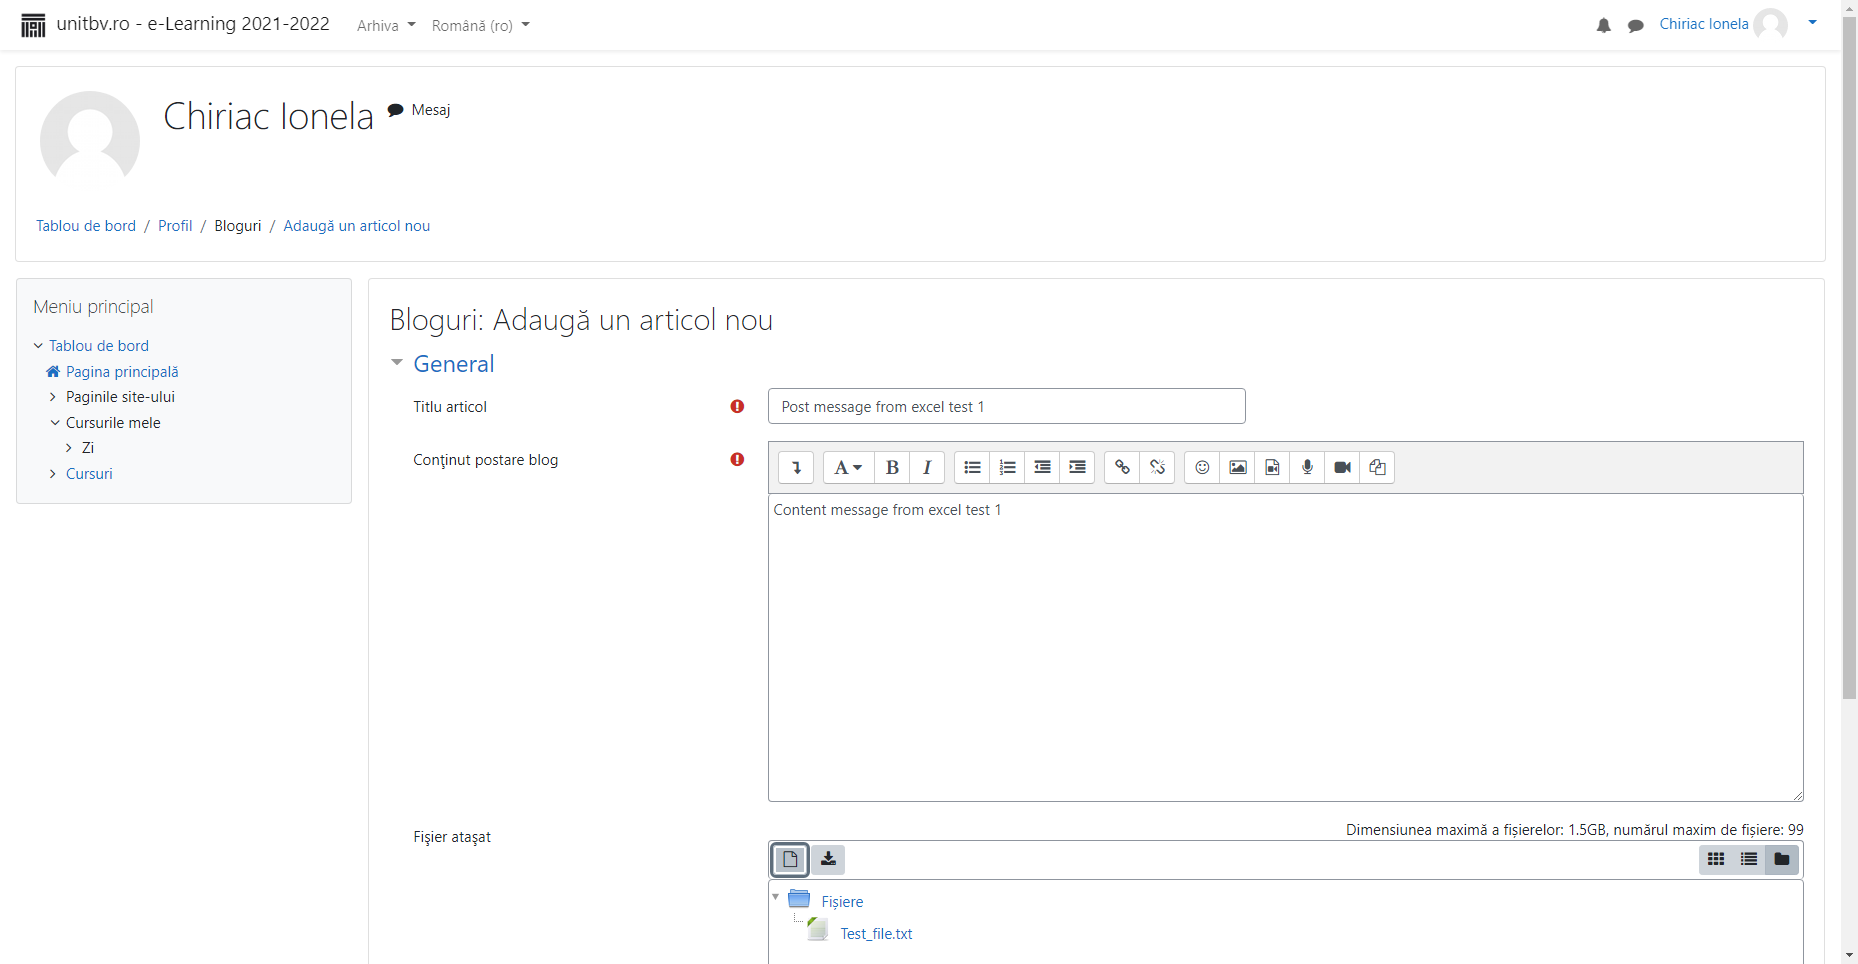 unitbv.ro - e-Learning 2021-2022 Arhiva Română (ro) Chiriac Ionela
Chiriac Ionela Mesaj
Tablou de bord / Profil / Bloguri / Adaugă un articol nou
Meniu principal
Tablou de bord
Pagina principală
Paginile site-ului
Cursurile mele
Zi
Cursuri
Bloguri: Adaugă un articol nou
General
Titlu articol
Post message from excel test 1
Conţinut postare blog
A B I
Content message from excel test 1
Fişier ataşat
Dimensiunea maximă a fișierelor: 1.5GB, numărul maxim de fișiere: 99
Fișiere
Test_file.txt